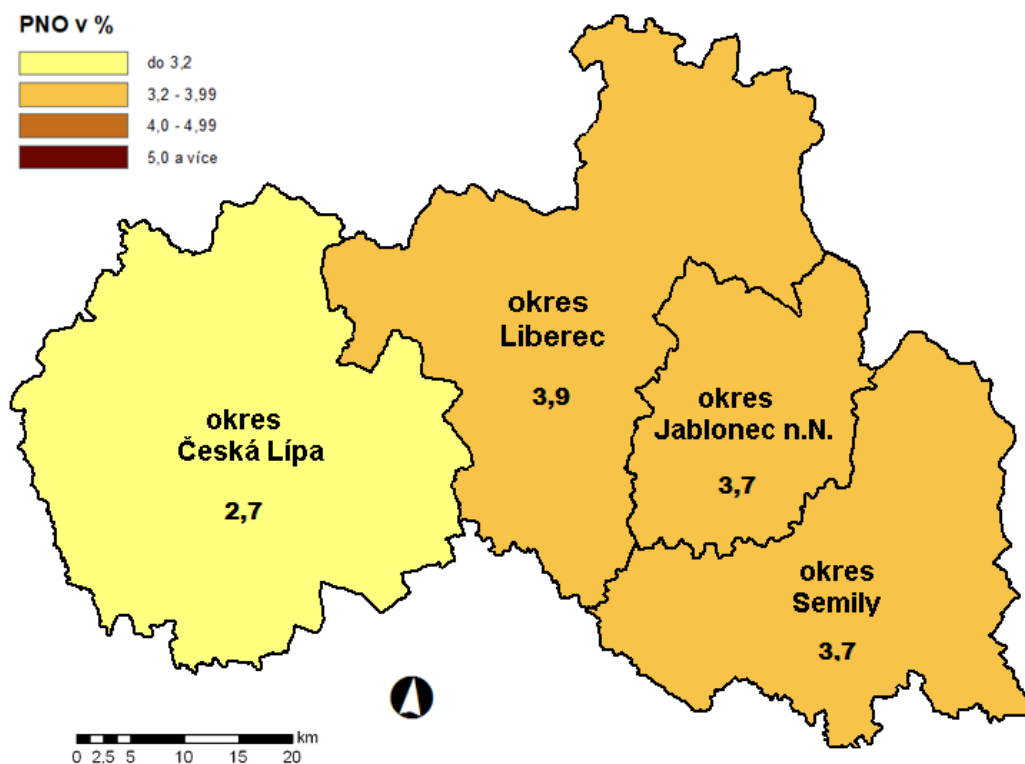 PNO v %
do 3,2
3,2 - 3,99
4,0 - 4,99
5,0 a více
okres
Liberec
3,9
okres
Jablonec n.N.
3,7
okres
Česká Lípa
2,7
okres
Semily
3,7
km
0 2,5 5 10 15 20